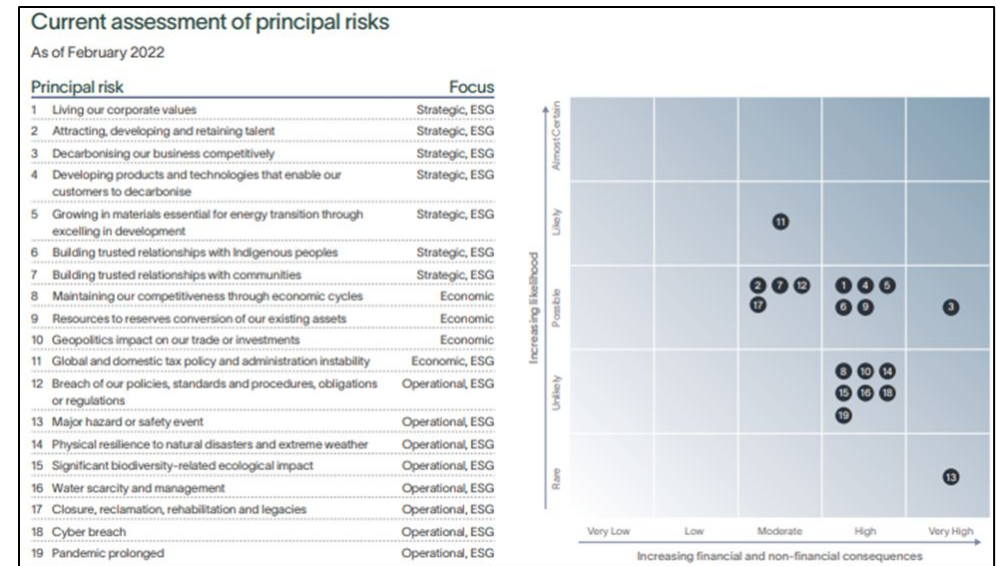 Current assessment of principal risks
As of February 2022
Principal risk Focus
1 Living our corporate values Strategic, ESG
2 Attracting, developing and retaining talent Strategic, ESG
3 Decarbonising our business competitively Strategic, ESG
4 Developing products and technologies that enable our Strategic, ESG
customers to decarbonise
5 Growing in materials essential for energy transition through Strategic, ESG
excelling in development
6 Building trusted relationships with Indigenous peoples Strategic, ESG
7 Building trusted relationships with communities Strategic, ESG
8 Maintaining our competitiveness through economic cycles Economic
9 Resources to reserves conversion of our existing assets Economic
10 Geopolitics impact on our trade or investments Economic
11 Global and domestic tax policy and administration instability Economic, ESG
12 Breach of our policies, standards and procedures, obligations Operational, ESG
or regulations
13 Major hazard or safety event Operational, ESG
14 Physical resilience to natural disasters and extreme weather Operational, ESG
15 Significant biodiversity-related ecological impact Operational, ESG
16 Water scarcity and management Operational, ESG
17 Closure, reclamation, rehabilitation and legacies Operational, ESG
18 Cyber breach Operational, ESG
19 Pandemic prolonged Operational, ESG
Increasing likelihood
Almost Certain
Likely
11
Possible
2 7 12 1 4 5
17 6 9 3
Unlikely
8 10 14
15 16 18
19
Rare
13
Very Low Low Moderate High Very High
Increasing financial and non-financial consequences